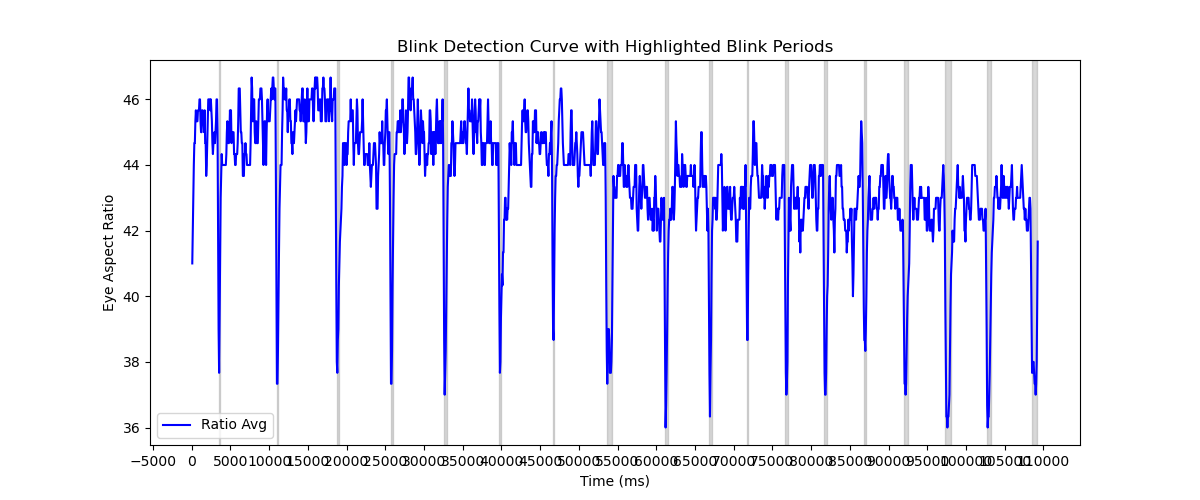 Blink Detection Curve with Highlighted Blink Periods
Eye Aspect Ratio
46
44
42
40
38
36
Ratio Avg
−5000 0 5000 10000 15000 20000 25000 30000 35000 40000 45000 50000 55000 60000 65000 70000 75000 80000 85000 90000 95000 100000 105000 110000
Time (ms)